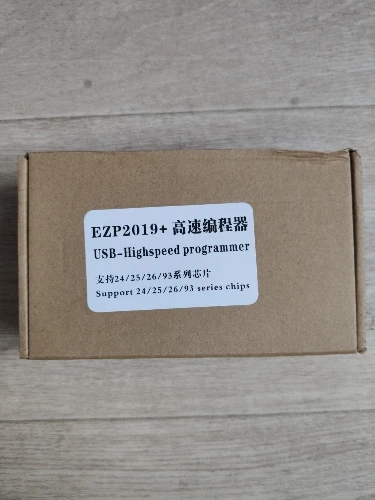 EZP2019+ 高速编程器
USB-Highspeed programmer
支持24/25/26/93系列芯片
Support 24/25/26/93 series chips